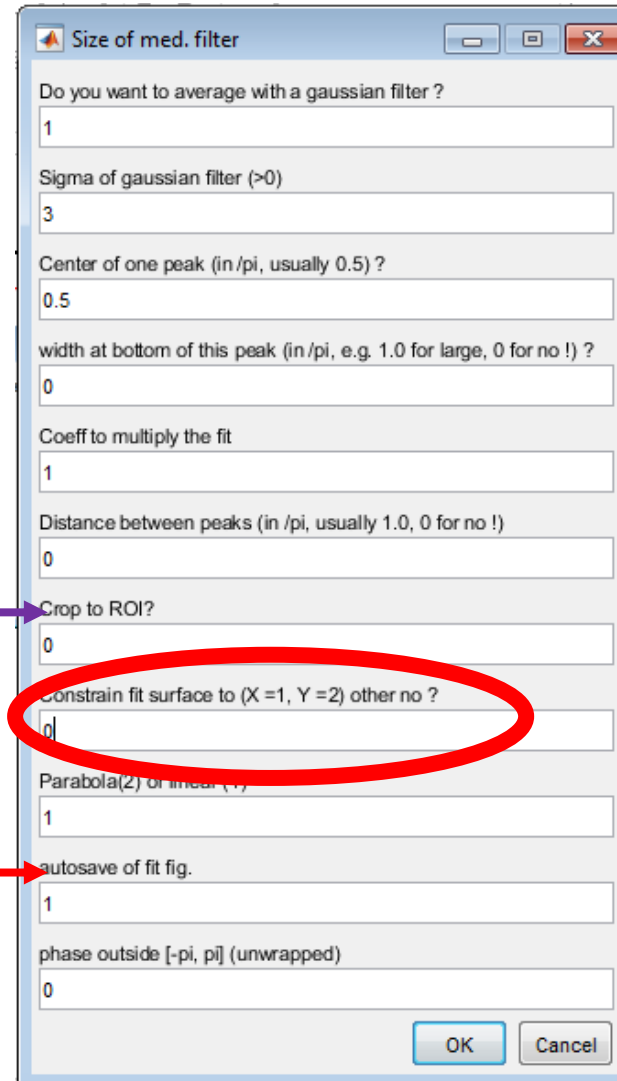 Size of med. filter
Do you want to average with a gaussian filter ?
1
Sigma of gaussian filter (>0)
3
Center of one peak (in /pi, usually 0.5) ?
0.5
width at bottom of this peak (in /pi, e.g. 1.0 for large, 0 for no !) ?
0
Coeff to multiply the fit
1
Distance between peaks (in /pi, usually 1.0, 0 for no !)
0
Crop to ROI?
0
Constrain fit surface to (X =1, Y =2) other no ?
0
Parabola(2) or linear (1)
1
autosave of fit fig.
1
phase outside [-pi, pi] (unwrapped)
0
OK Cancel